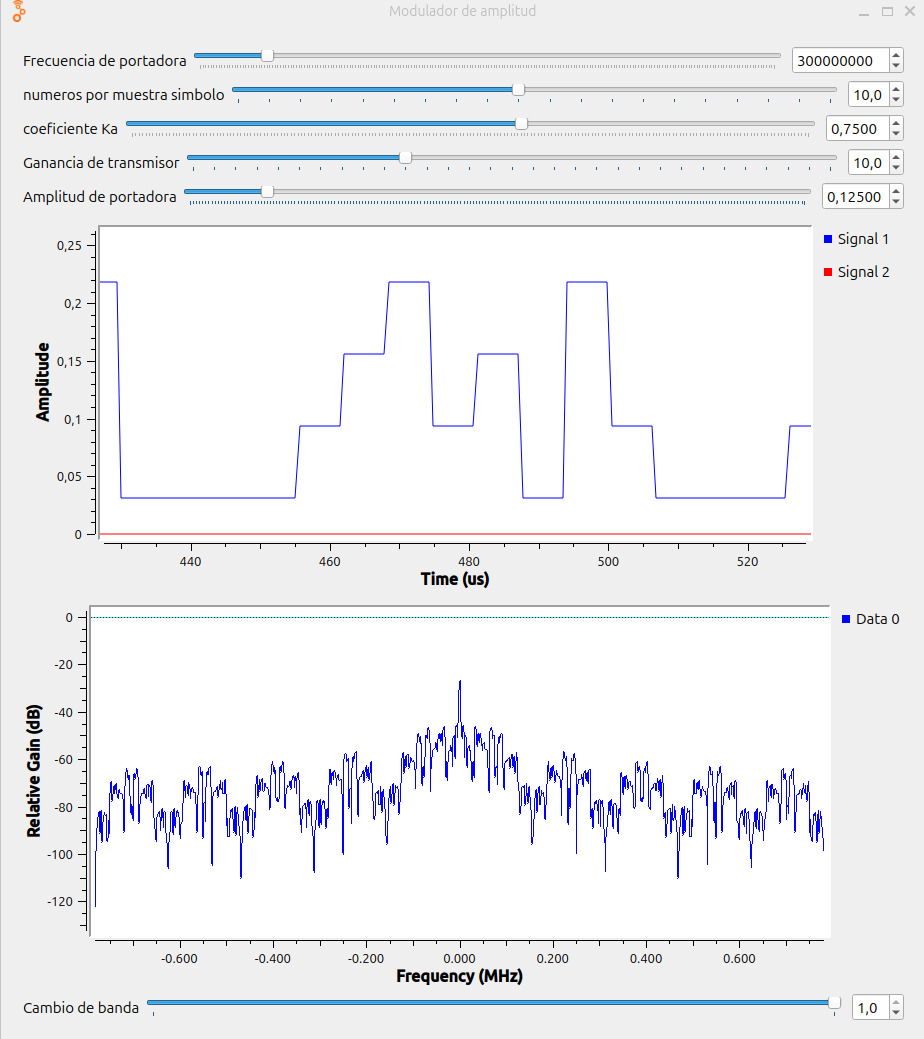 Modulador de amplitud
Frecuencia de portadora 300000000
numeros por muestra simbolo 10,0
coeficiente Ka 0,7500
Ganancia de transmisor 10,0
Amplitud de portadora 0,12500
Signal 1
Signal 2
0,25
0,2
0,15
0,1
0,05
0
Amplitude
440 460 480 500 520
Time (us)
Data 0
0
-20
-40
-60
-80
-100
-120
Relative Gain (dB)
-0.600 -0.400 -0.200 0.000 0.200 0.400 0.600
Frequency (MHz)
Cambio de banda 1,0